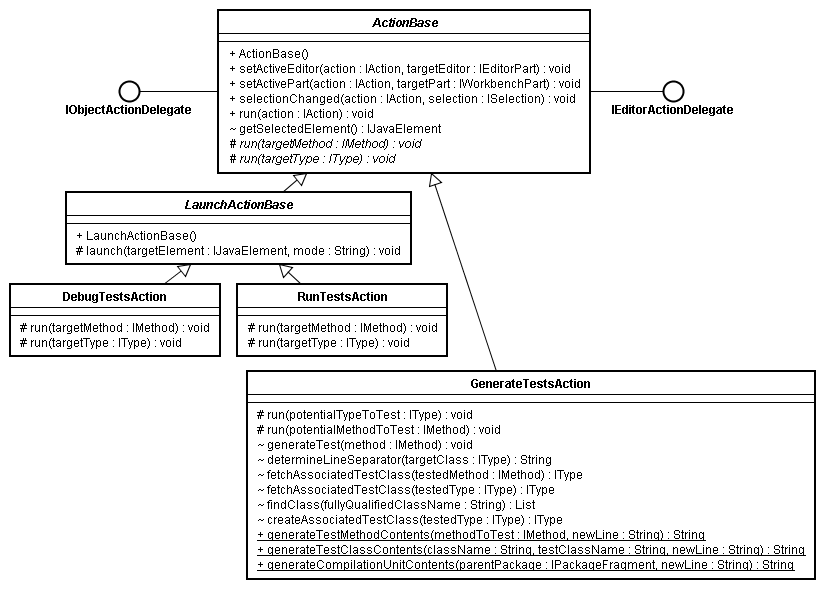 ActionBase
+ ActionBase()
+ setActiveEditor(action : IAction, targetEditor : IEditorPart) : void
+ setActivePart(action : IAction, targetPart : IWorkbenchPart) : void
+ selectionChanged(action : IAction, selection : ISelection) : void
+ run(action : IAction) : void
~ getSelectedElement() : IJavaElement
# run(targetMethod : IMethod) : void
# run(targetType : IType) : void
IObjectActionDelegate
IEditorActionDelegate
LaunchActionBase
+ LaunchActionBase()
# launch(targetElement : IJavaElement, mode : String) : void
DebugTestsAction
# run(targetMethod : IMethod) : void
# run(targetType : IType) : void
RunTestsAction
# run(targetMethod : IMethod) : void
# run(targetType : IType) : void
GenerateTestsAction
# run(potentialTypeToTest : IType) : void
# run(potentialMethodToTest : IMethod) : void
~ generateTest(method : IMethod) : void
~ determineLineSeparator(targetClass : IType) : String
~ fetchAssociatedTestClass(testedMethod : IMethod) : IType
~ fetchAssociatedTestClass(testedType : IType) : IType
~ findClass(fullyQualifiedClassName : String) : List
~ createAssociatedTestClass(testedType : IType) : IType
+ generateTestMethodContents(methodToTest : IMethod, newLine : String) : String
+ generateTestClassContents(className : String, testClassName : String, newLine : String) : String
+ generateCompilationUnitContents(parentPackage : IPackageFragment, newLine : String) : String